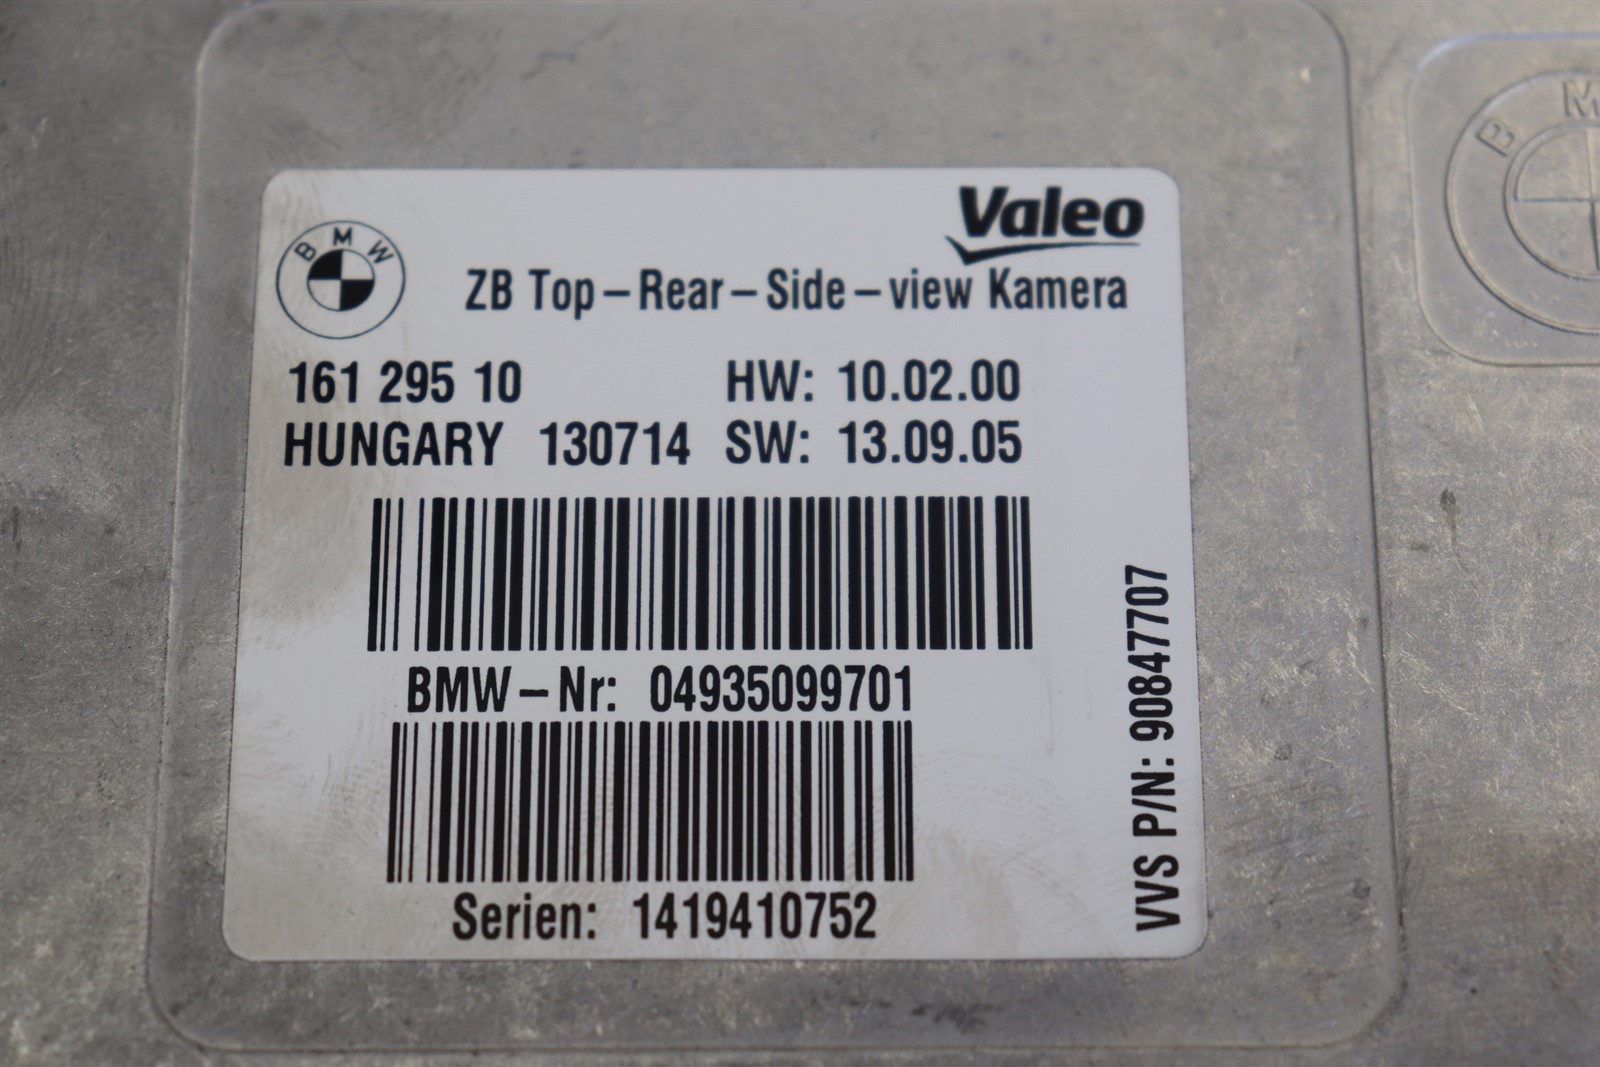 Valeo
BMW
ZB Top-Rear-Side-view Kamera
161 295 10 HW: 10.02.00
HUNGARY 130714 SW: 13.09.05
BMW-Nr: 04935099701
Serien: 1419410752
VVS P/N: 90847707
B M